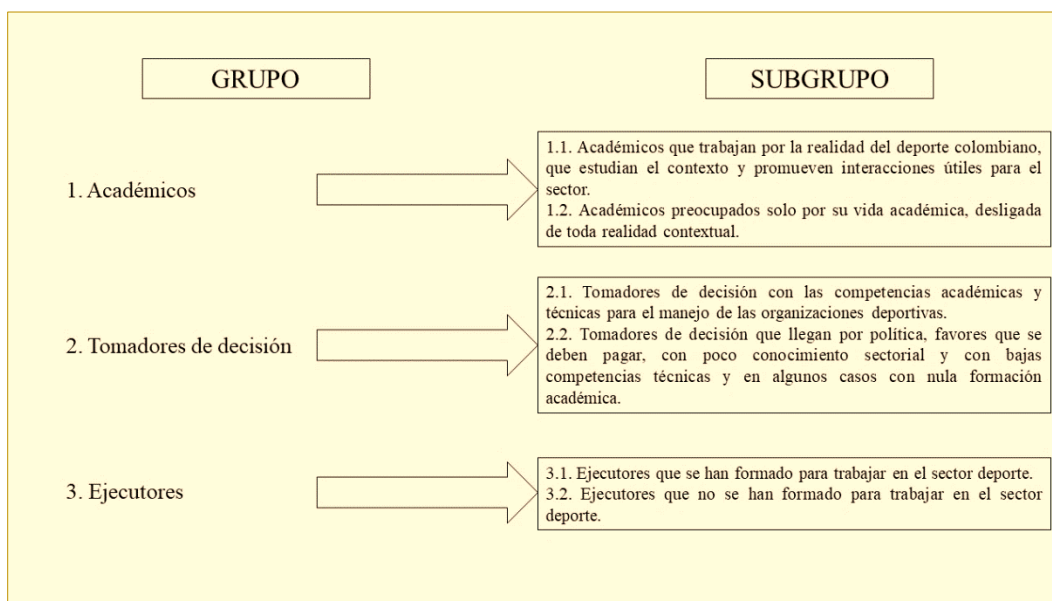 GRUPO
SUBGRUPO
1. Académicos
1.1. Académicos que trabajan por la realidad del deporte colombiano,
que estudian el contexto y promueven interacciones útiles para el
sector.
1.2. Académicos preocupados solo por su vida académica, desligada
de toda realidad contextual.
2. Tomadores de decisión
2.1. Tomadores de decisión con las competencias académicas y
técnicas para el manejo de las organizaciones deportivas.
2.2. Tomadores de decisión que llegan por política, favores que se
deben pagar, con poco conocimiento sectorial y con bajas
competencias técnicas y en algunos casos con nula formación
académica.
3. Ejecutores
3.1. Ejecutores que se han formado para trabajar en el sector deporte.
3.2. Ejecutores que no se han formado para trabajar en el sector
deporte.